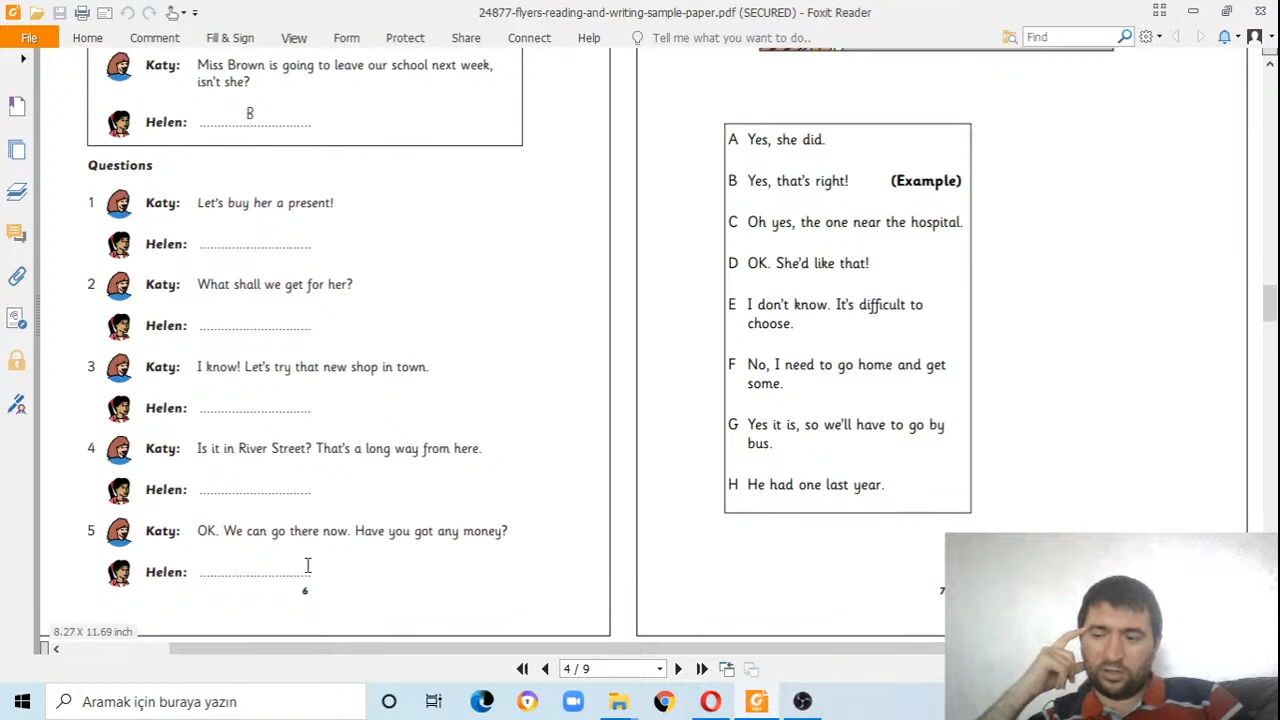 24877-flyers-reading-and-writing-sample-paper.pdf (SECURED) - Foxit Reader
File Home Comment Fill & Sign View Form Protect Share Connect Help Tell me what you want to do.. Find
Katy: Miss Brown is going to leave our school next week,
isn't she?
B
Helen: ................................
Questions
1 Katy: Let's buy her a present!
Helen: ................................
2 Katy: What shall we get for her?
Helen: ................................
3 Katy: I know! Let's try that new shop in town.
Helen: ................................
4 Katy: Is it in River Street? That's a long way from here.
Helen: ................................
5 Katy: OK. We can go there now. Have you got any money?
Helen: ................................
6
A Yes, she did.
B Yes, that's right! (Example)
C Oh yes, the one near the hospital.
D OK. She'd like that!
E I don't know. It's difficult to
choose.
F No, I need to go home and get
some.
G Yes it is, so we'll have to go by
bus.
H He had one last year.
7
8.27 X 11.69 inch
4 / 9
Aramak için buraya yazın